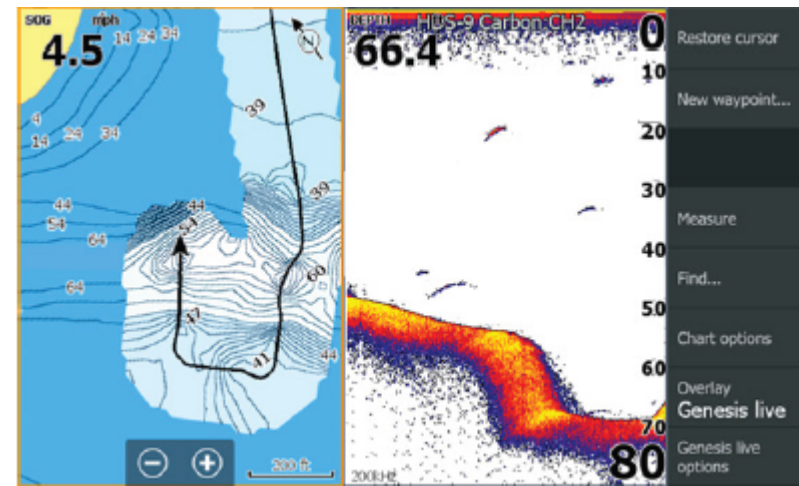 SOG mph
4.5
14 24 34
4
14 24 34
44
54
64
64
44
54
39
39
60
47
41
44
N
200 ft
DEPTH HDS-9 Carbon CH2
66.4
0
10
20
30
40
50
60
70
80
200kHz
Restore cursor
New waypoint...
Measure
Find...
Chart options
Overlay
Genesis live
Genesis live
options